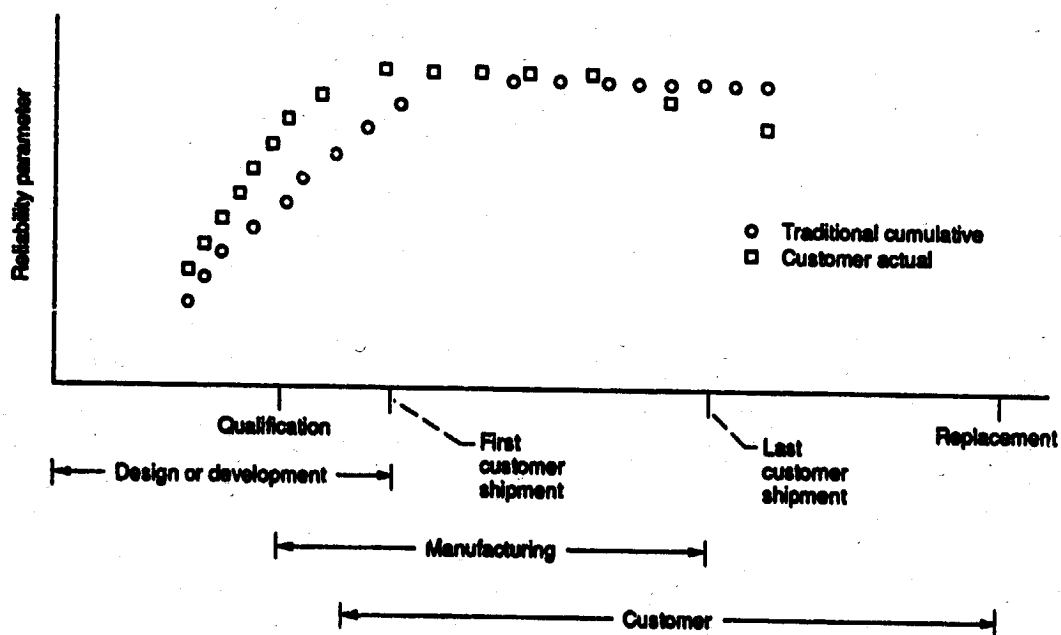 Reliability parameter
Traditional cumulative
Customer actual
Qualification
First
customer
shipment
Last
customer
shipment
Replacement
Design or development
Manufacturing
Customer